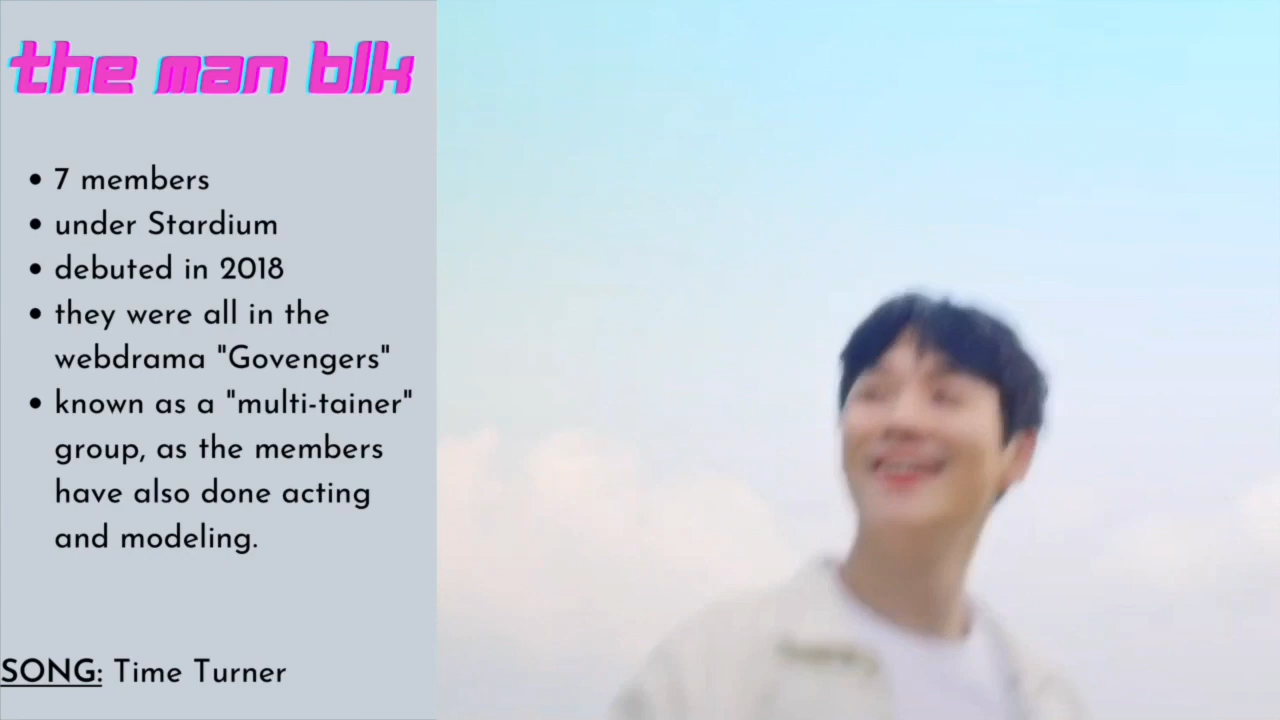 the man blk
• 7 members
• under Stardium
• debuted in 2018
• they were all in the
webdrama "Govengers"
• known as a "multi-tainer"
group, as the members
have also done acting
and modeling.
SONG: Time Turner